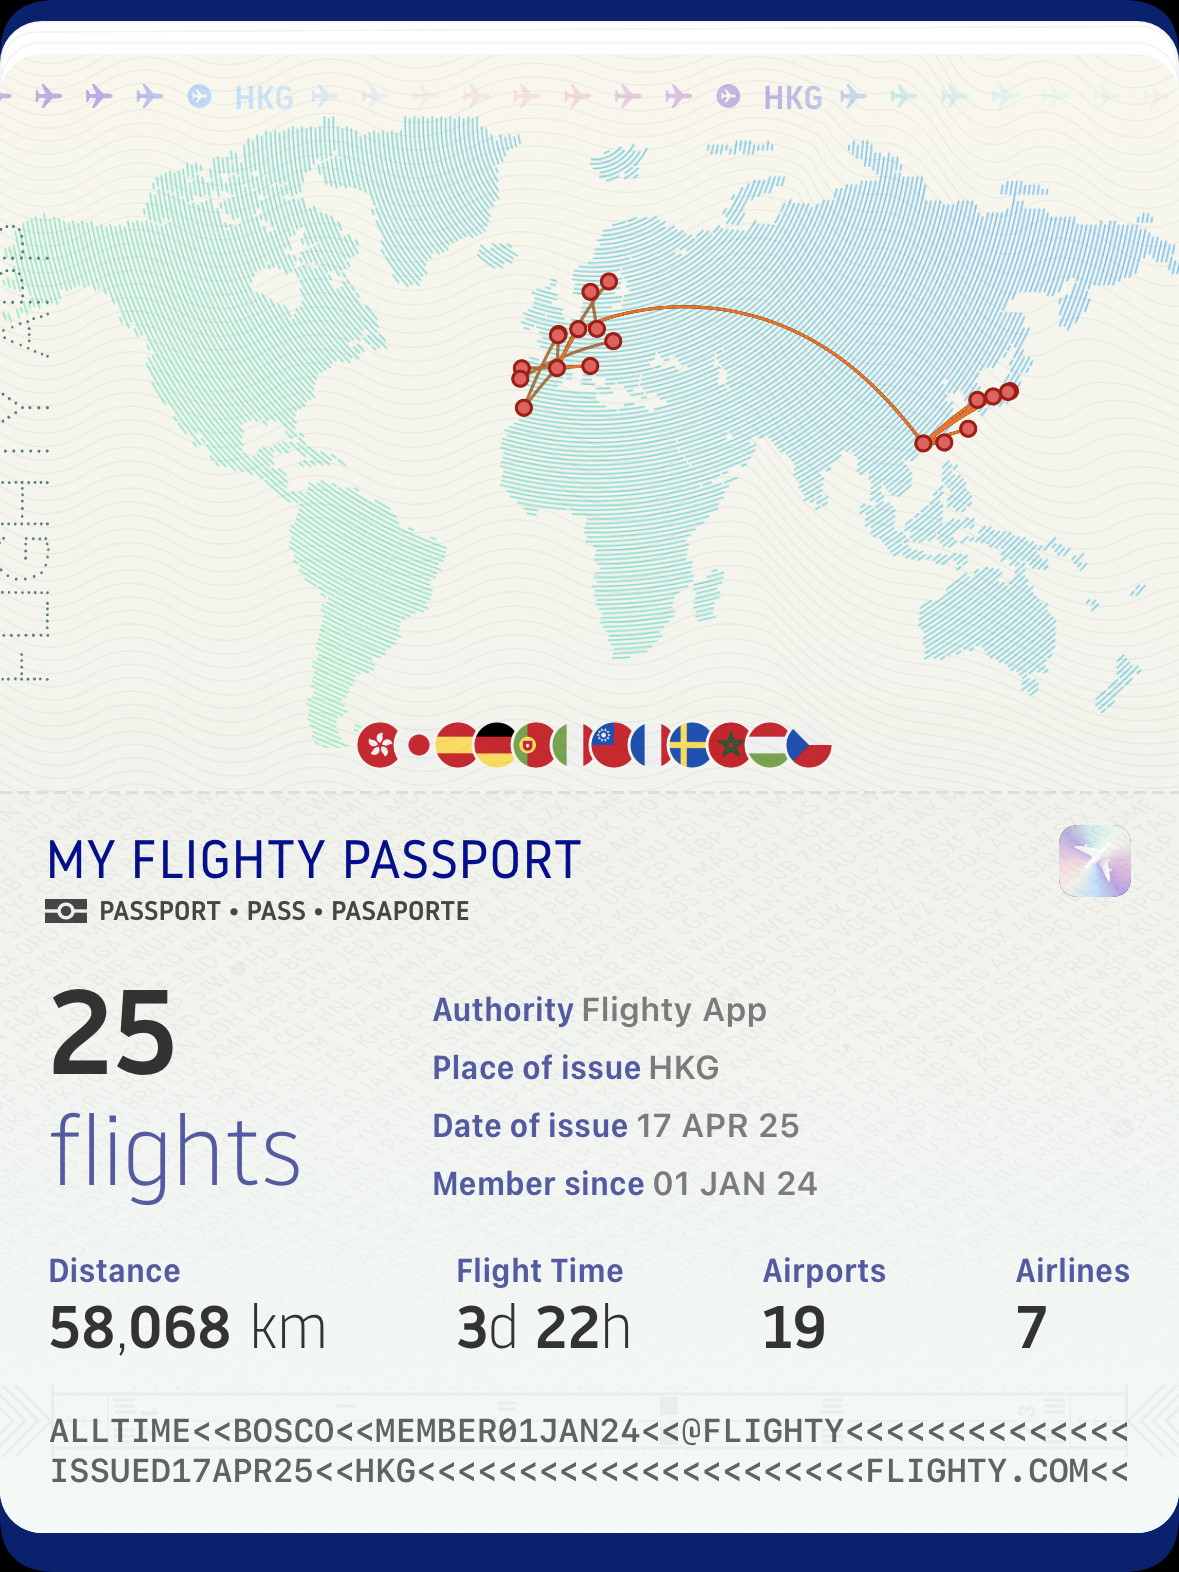 HKG HKG
FLIGHTY
MY FLIGHTY PASSPORT
PASSPORT • PASS • PASAPORTE
25
flights
Authority Flighty App
Place of issue HKG
Date of issue 17 APR 25
Member since 01 JAN 24
Distance
58,068 km
Flight Time
3d 22h
Airports
19
Airlines
7
ALLTIME<<BOSCO<<MEMBER01JAN24<<@FLIGHTY<<<<<<<<<<<<<<
ISSUED17APR25<<HKG<<<<<<<<<<<<<<<<<<<<<<FLIGHTY.COM<<